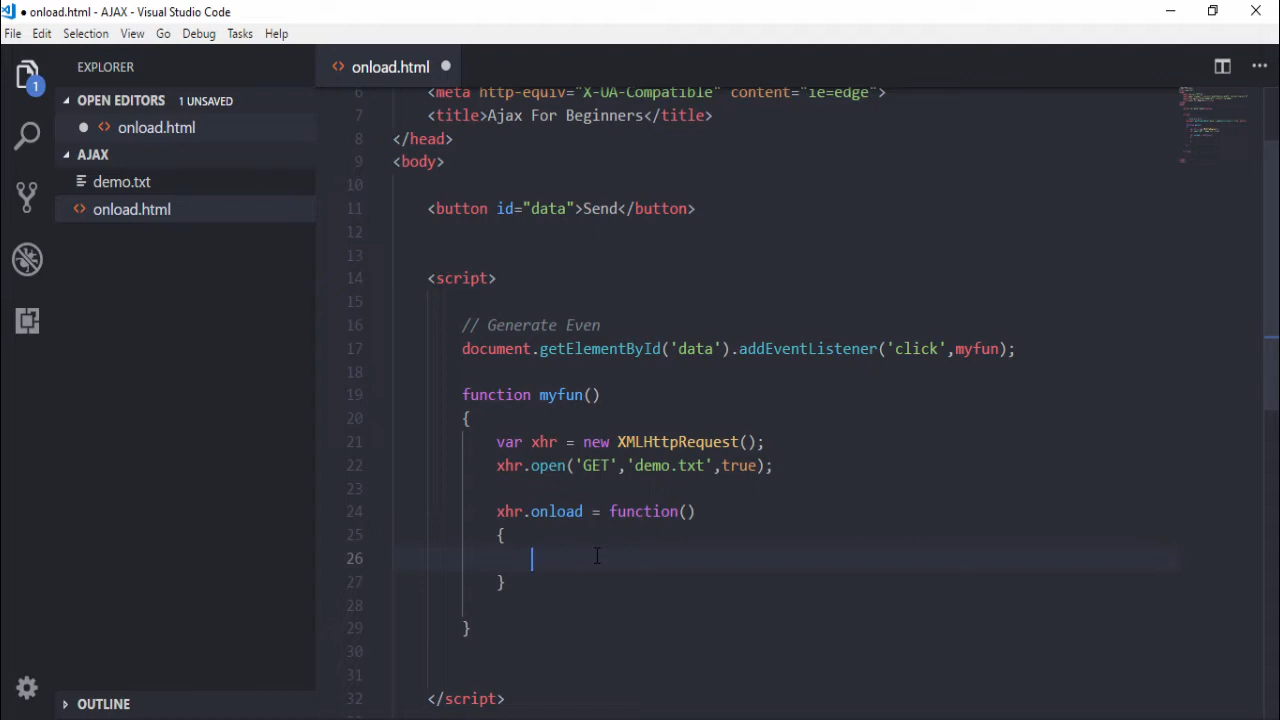 onload.html - AJAX - Visual Studio Code
File Edit Selection View Go Debug Tasks Help
EXPLORER
onload.html
1
OPEN EDITORS 1 UNSAVED
onload.html
AJAX
demo.txt
onload.html
OUTLINE
6 <meta http-equiv="X-UA-Compatible" content="ie=edge">
7 <title>Ajax For Beginners</title>
8 </head>
9 <body>
10
11 <button id="data">Send</button>
12
13
14 <script>
15
16 // Generate Even
17 document.getElementById('data').addEventListener('click',myfun);
18
19 function myfun()
20 {
21 var xhr = new XMLHttpRequest();
22 xhr.open('GET','demo.txt',true);
23
24 xhr.onload = function()
25 {
26
27 }
28
29 }
30
31
32 </script>